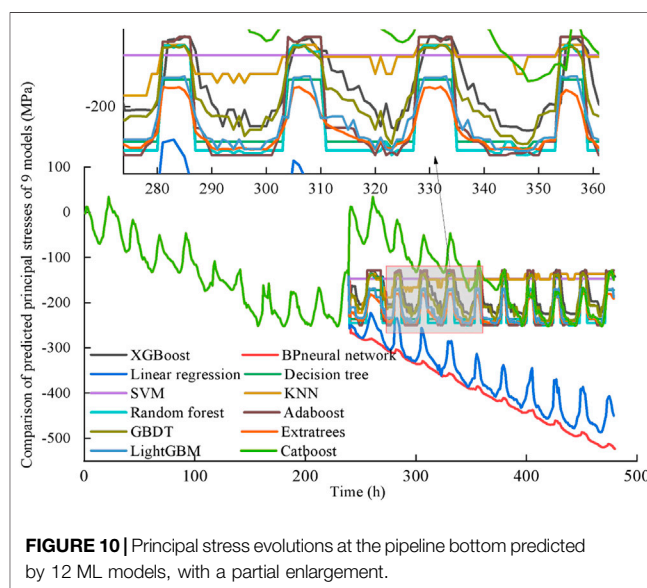 -200
280 290 300 310 320 330 340 350 360
Comparison of predicted principal stresses of 9 models (MPa)
100
0
-100
-200
-300
-400
-500
XGBoost BPneural network
Linear regression Decision tree
SVM KNN
Random forest Adaboost
GBDT Extratrees
LightGBM Catboost
0 100 200 300 400 500
Time (h)
FIGURE 10 | Principal stress evolutions at the pipeline bottom predicted
by 12 ML models, with a partial enlargement.